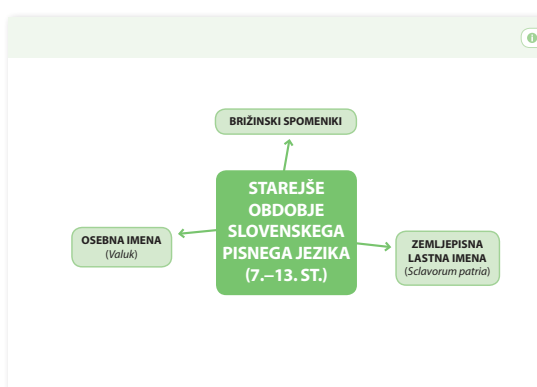 BRIŽINSKI SPOMENIKI
STAREJŠE
OBDOBJE
SLOVENSKEGA
PISNEGA JEZIKA
(7.–13. ST.)
OSEBNA IMENA
(Valuk)
ZEMLJEPISNA
LASTNA IMENA
(Sclavorum patria)